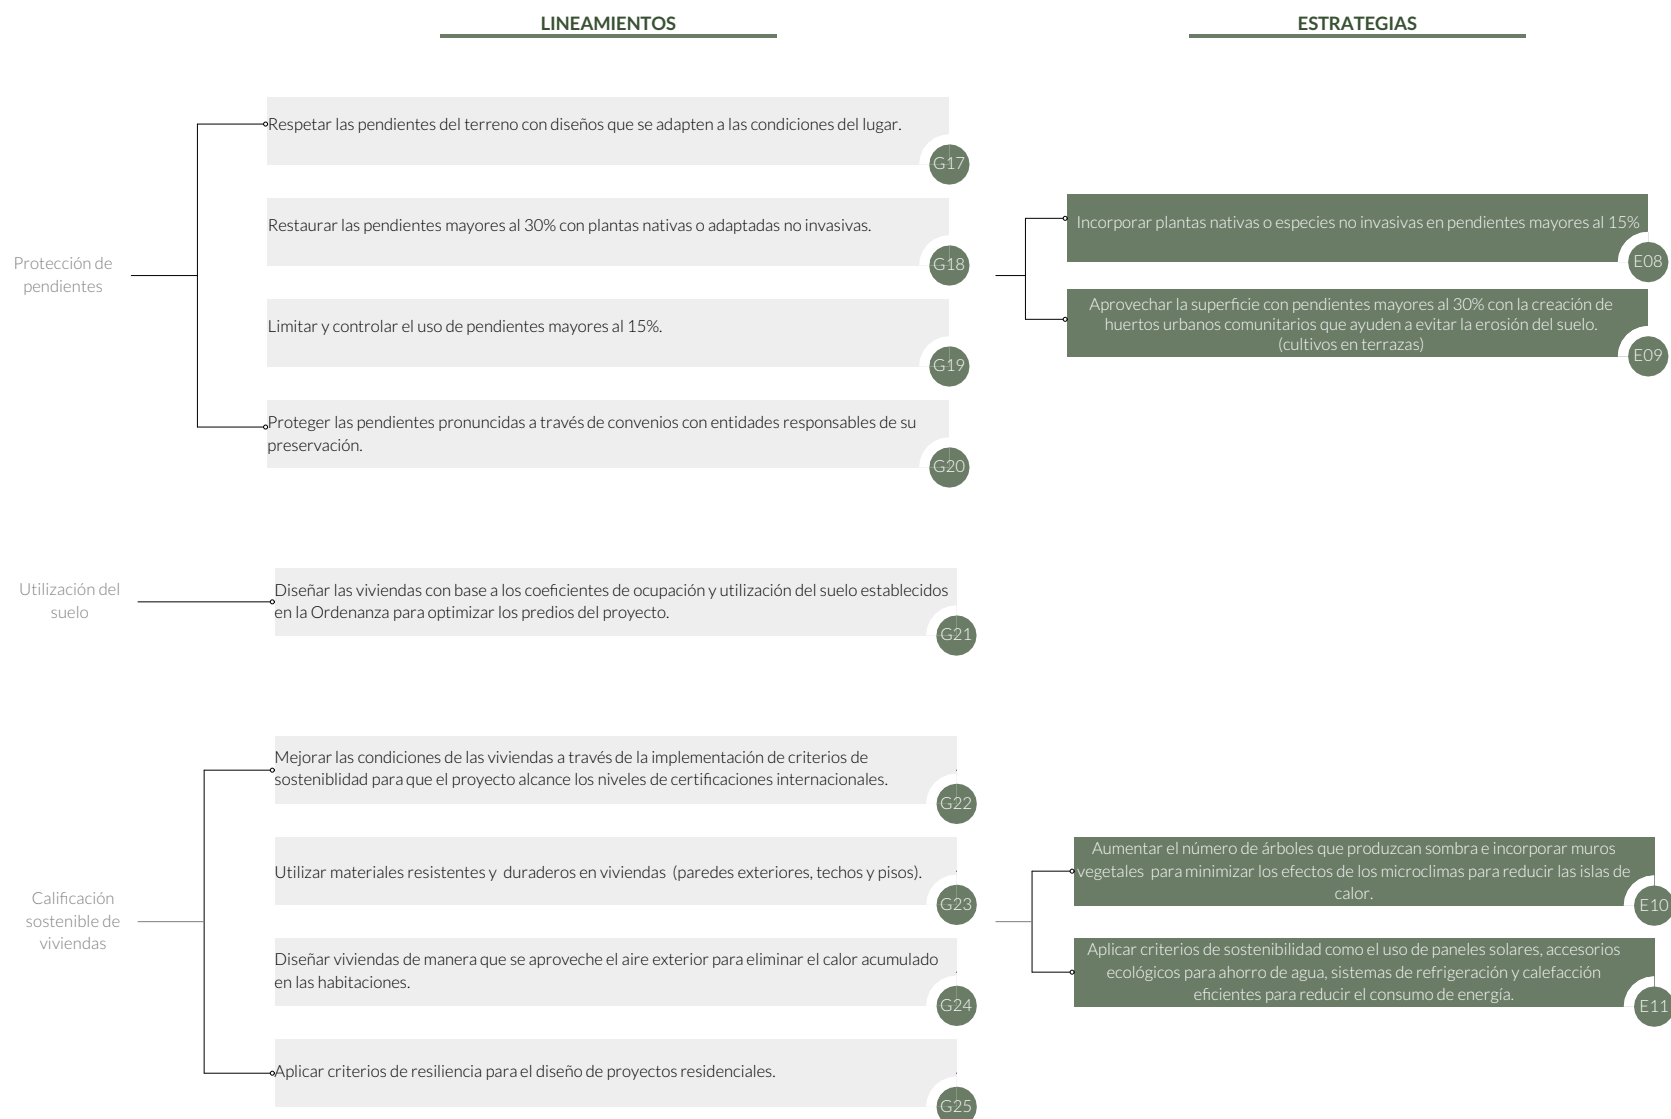 LINEAMIENTOS
ESTRATEGIAS
Protección de
pendientes
Respetar las pendientes del terreno con diseños que se adapten a las condiciones del lugar.
G17
Restaurar las pendientes mayores al 30% con plantas nativas o adaptadas no invasivas.
G18
Limitar y controlar el uso de pendientes mayores al 15%.
G19
Proteger las pendientes pronuncidas a través de convenios con entidades responsables de su
preservación.
G20
Incorporar plantas nativas o especies no invasivas en pendientes mayores al 15%
E08
Aprovechar la superficie con pendientes mayores al 30% con la creación de
huertos urbanos comunitarios que ayuden a evitar la erosión del suelo.
(cultivos en terrazas)
E09
Utilización del
suelo
Diseñar las viviendas con base a los coeficientes de ocupación y utilización del suelo establecidos
en la Ordenanza para optimizar los predios del proyecto.
G21
Calificación
sostenible de
viviendas
Mejorar las condiciones de las viviendas a través de la implementación de criterios de
sosteniblidad para que el proyecto alcance los niveles de certificaciones internacionales.
G22
Utilizar materiales resistentes y duraderos en viviendas (paredes exteriores, techos y pisos).
G23
Diseñar viviendas de manera que se aproveche el aire exterior para eliminar el calor acumulado
en las habitaciones.
G24
Aplicar criterios de resiliencia para el diseño de proyectos residenciales.
G25
Aumentar el número de árboles que produzcan sombra e incorporar muros
vegetales para minimizar los efectos de los microclimas para reducir las islas de
calor.
E10
Aplicar criterios de sostenibilidad como el uso de paneles solares, accesorios
ecológicos para ahorro de agua, sistemas de refrigeración y calefacción
eficientes para reducir el consumo de energía.
E11